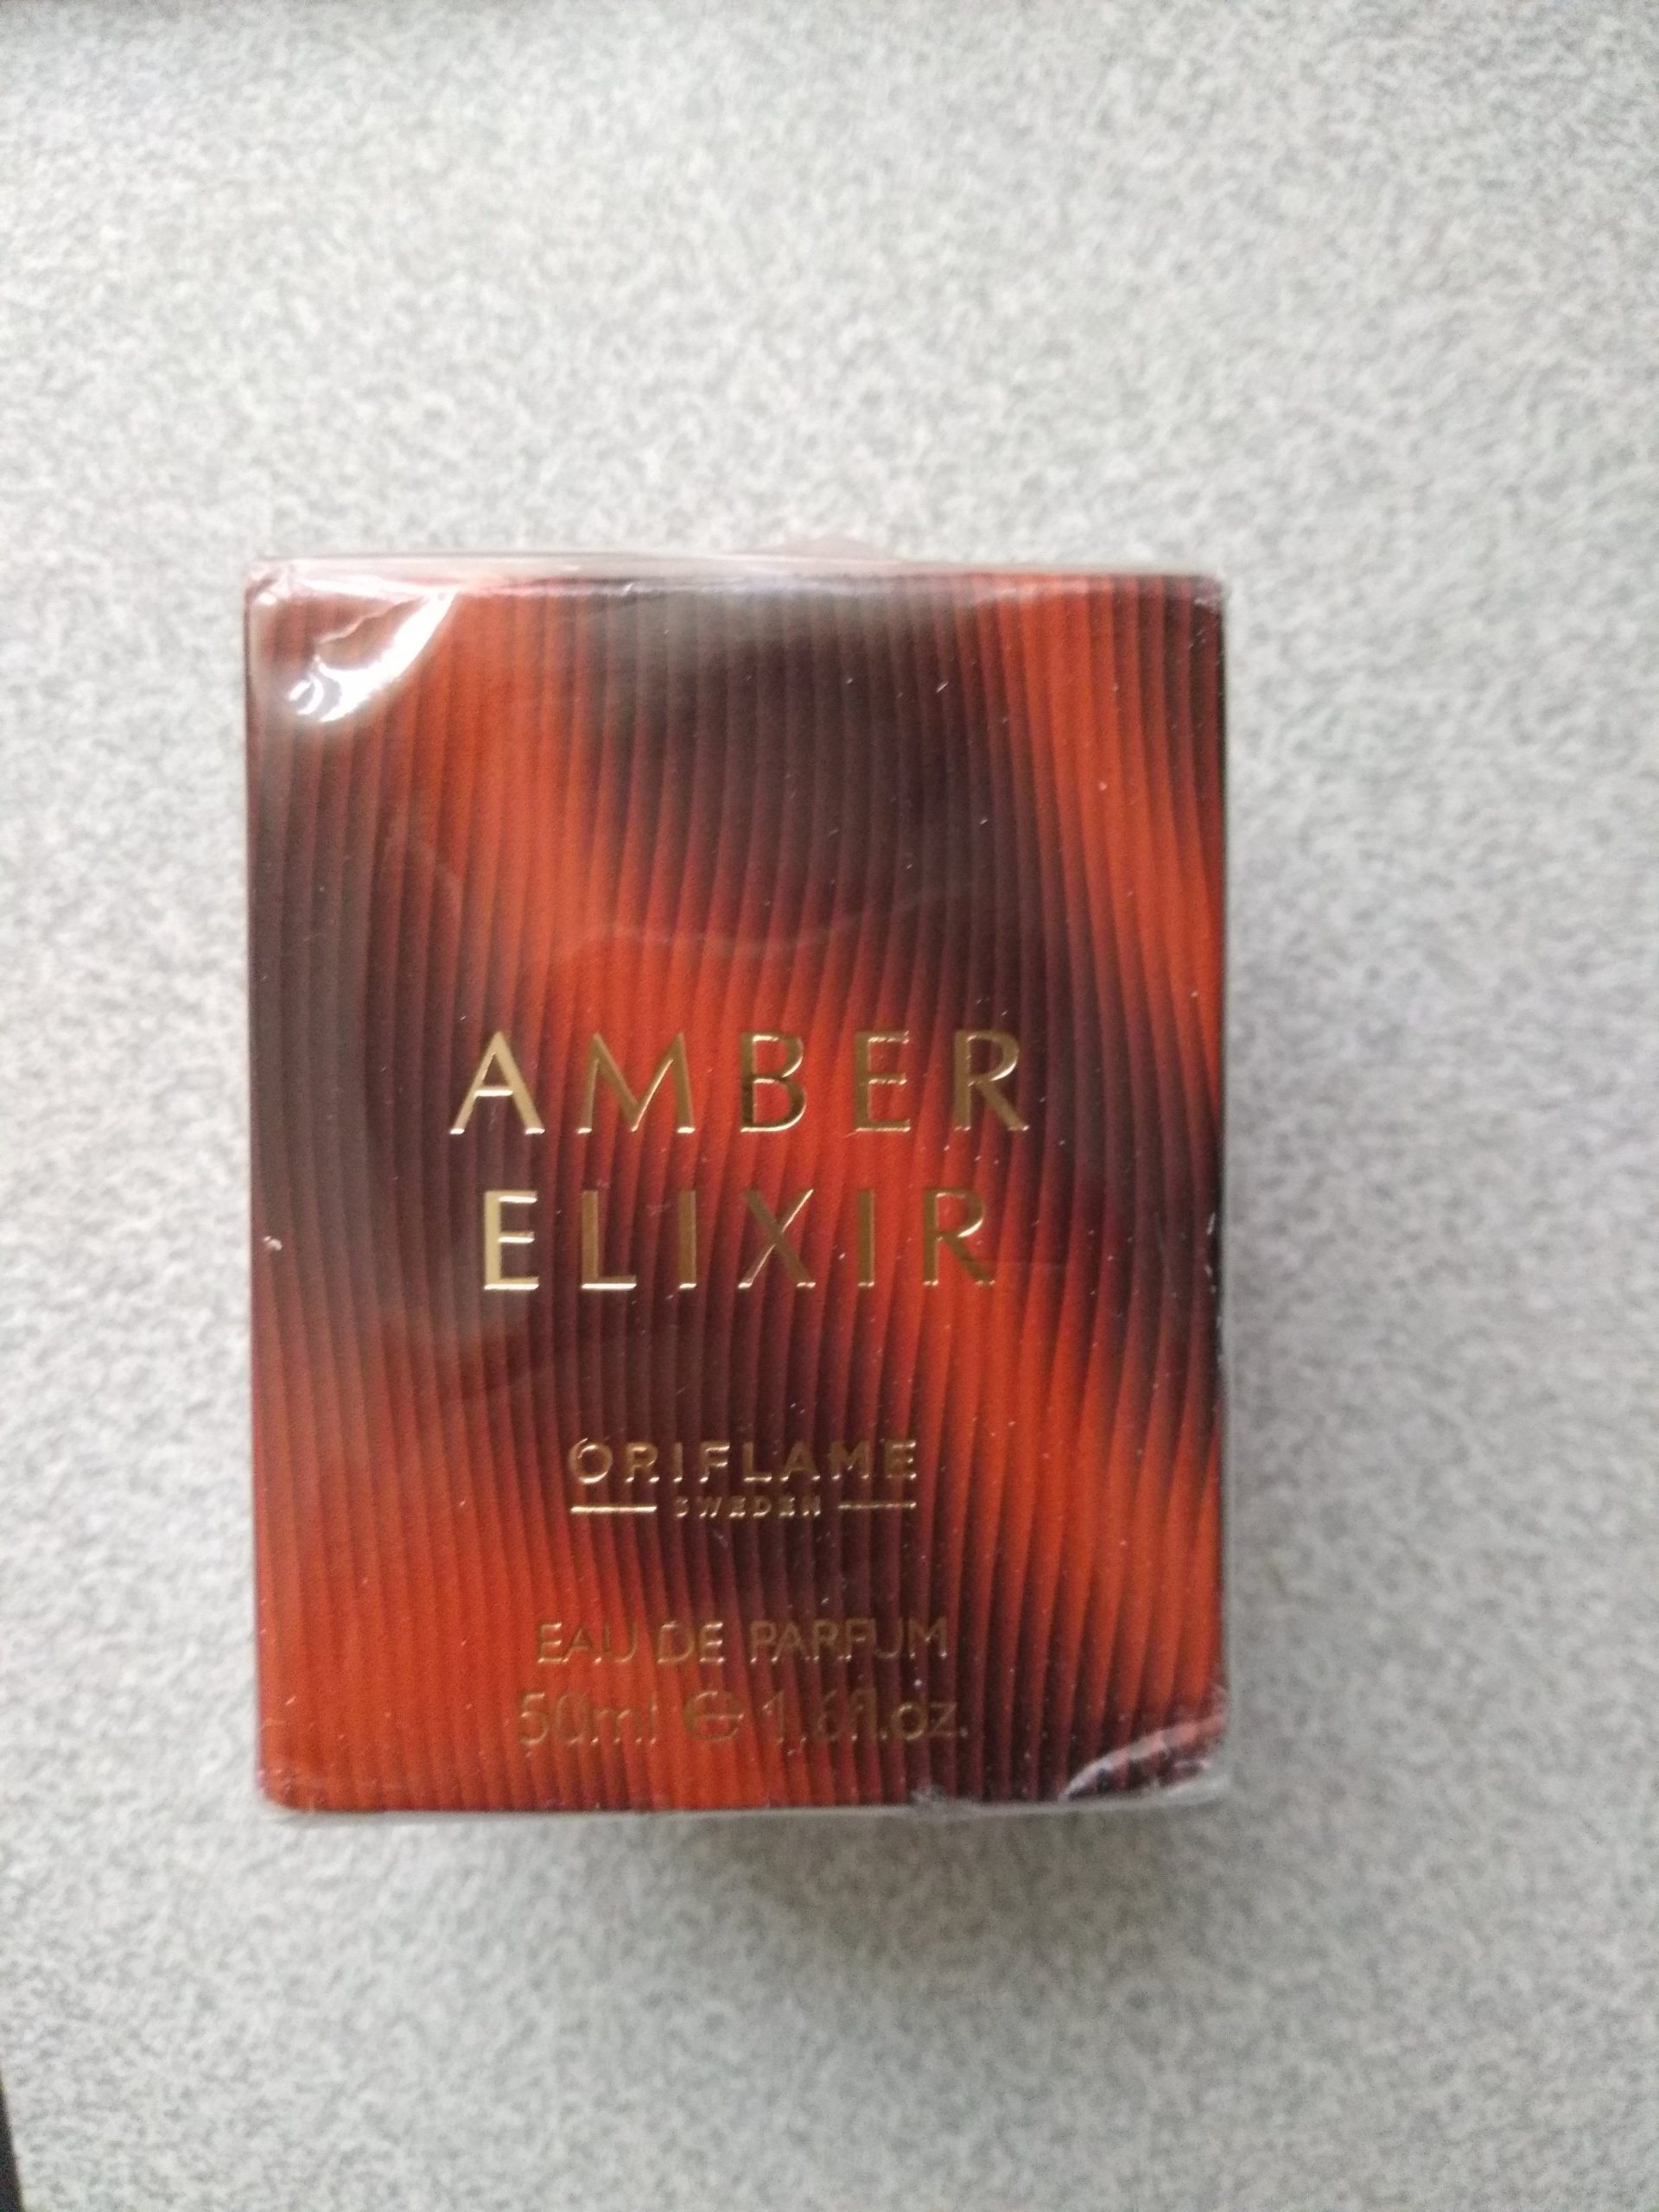 AMBER
ELIXIR
ORIFLAME
SWEDEN
EAU DE PARFUM
50ml ℮ 1.6fl.oz.